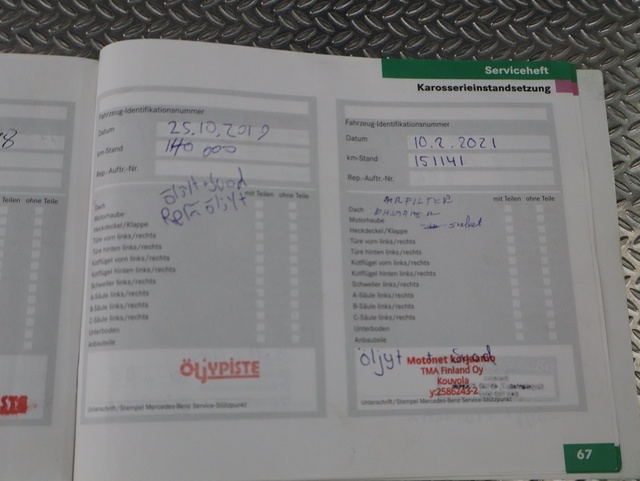 Serviceheft
Karosserieinstandsetzung
Fahrzeug-Identifikationsnummer
Datum 25.10.2019
km-Stand 140 000
Rep.-Auftr.-Nr.
mit Teilen ohne Teile
öljyt + suod
Perä öljyt
Dach
Motorhaube
Heckdeckel/Klappe
Türe vorn links/rechts
Türe hinten links/rechts
Kotflügel vorn links/rechts
Kotflügel hinten links/rechts
Schweller links/rechts
A-Säule links/rechts
B-Säule links/rechts
C-Säule links/rechts
Unterboden
Anbauteile
ÖLJYPISTE
Unterschrift/Stempel Mercedes-Benz Service-Stützpunkt
Fahrzeug-Identifikationsnummer
Datum 10.2.2021
km-Stand 151141
Rep.-Auftr.-Nr.
mit Teilen ohne Teile
Dach
Motorhaube
Heckdeckel/Klappe
Türe vorn links/rechts
Türe hinten links/rechts
Kotflügel vorn links/rechts
Kotflügel hinten links/rechts
Schweller links/rechts
A-Säule links/rechts
B-Säule links/rechts
C-Säule links/rechts
Unterboden
Anbauteile
öljyt + suod
Motonet korjaamo
TMA Finland Oy
Kouvola
y:2586243-2
Unterschrift/Stempel Mercedes-Benz Service-Stützpunkt
67